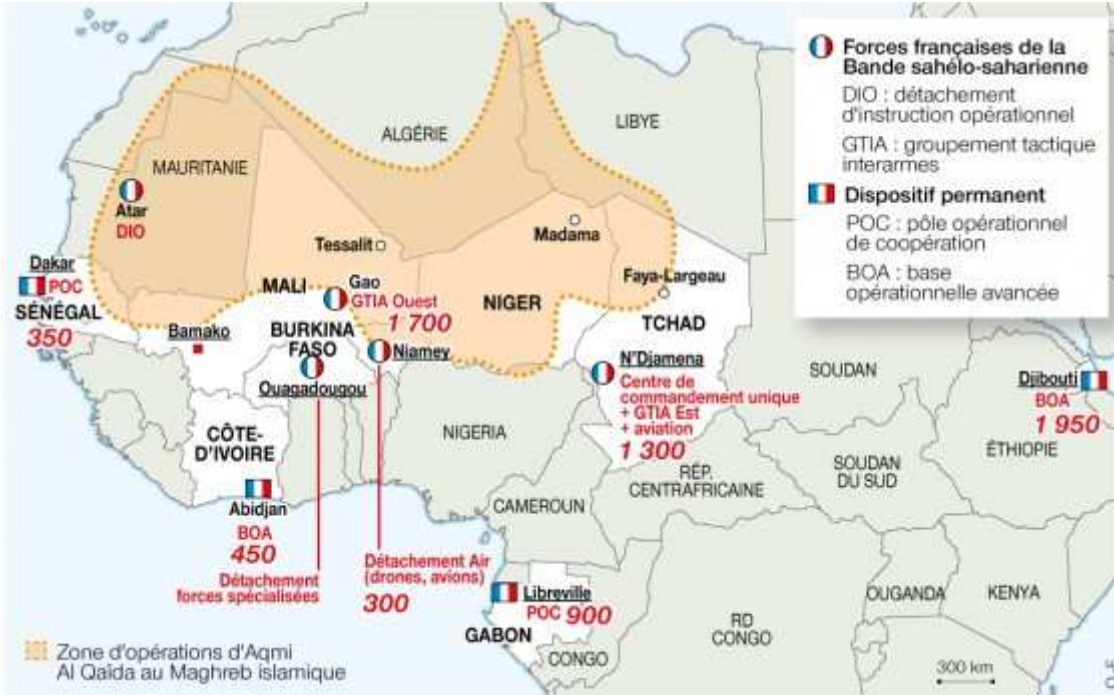 Forces françaises de la
Bande sahélo-saharienne
DIO : détachement
d'instruction opérationnel
GTIA : groupement tactique
interarmes
Dispositif permanent
POC : pôle opérationnel
de coopération
BOA : base
opérationnelle avancée
ALGÉRIE
LIBYE
MAURITANIE
Atar
DIO
Tessalit
Madama
Dakar
POC
SÉNÉGAL
350
MALI
Gao
GTIA Ouest
1 700
NIGER
Faya-Largeau
TCHAD
Bamako
BURKINA
FASO
Niamey
Ouagadougou
N'Djamena
Centre de
commandement unique
+ GTIA Est
+ aviation
1 300
SOUDAN
Djibouti
BOA
1 950
ÉTHIOPIE
CÔTE-
D'IVOIRE
NIGERIA
Abidjan
BOA
450
Détachement
forces spécialisées
Détachement Air
(drones, avions)
300
CAMEROUN
RÉP.
CENTRAFRICAINE
SOUDAN
DU SUD
Libreville
POC 900
GABON
CONGO
RD
CONGO
OUGANDA
KENYA
Zone d'opérations d'Aqmi
Al Qaïda au Maghreb islamique
300 km